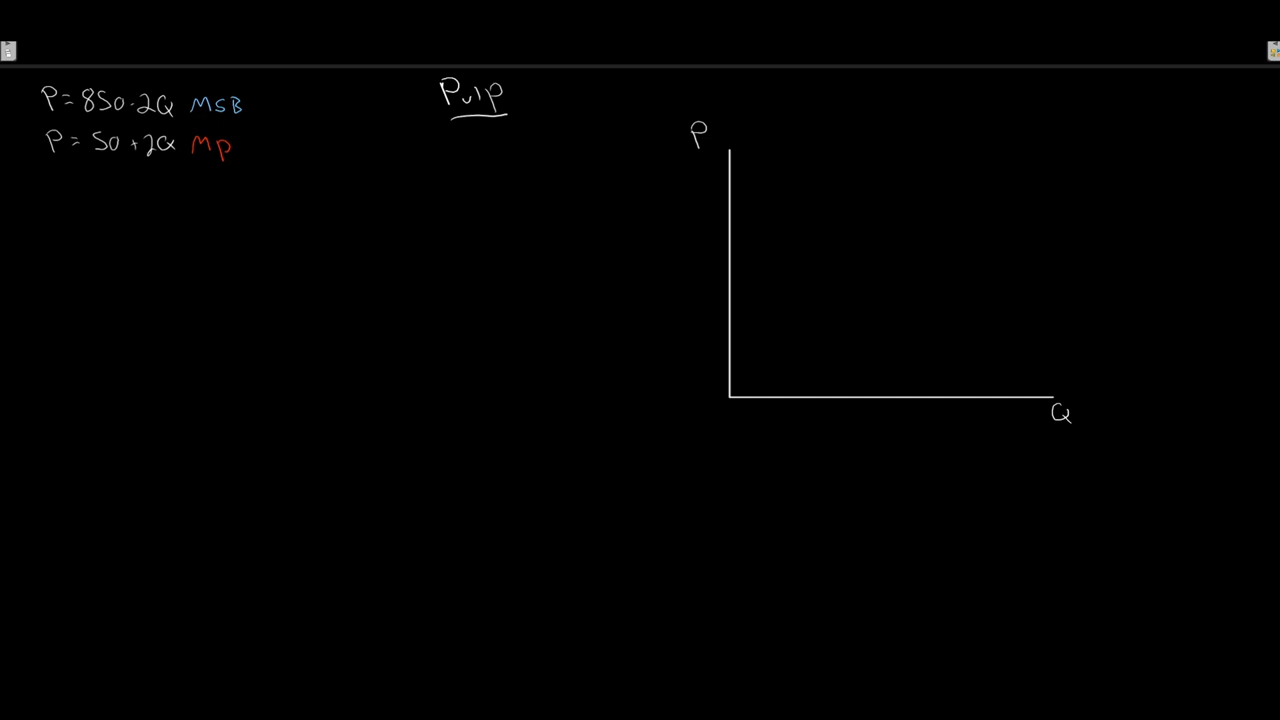 P = 850 - 2Q MSB
Pulp
P = 50 + 2Q MP
P
Q